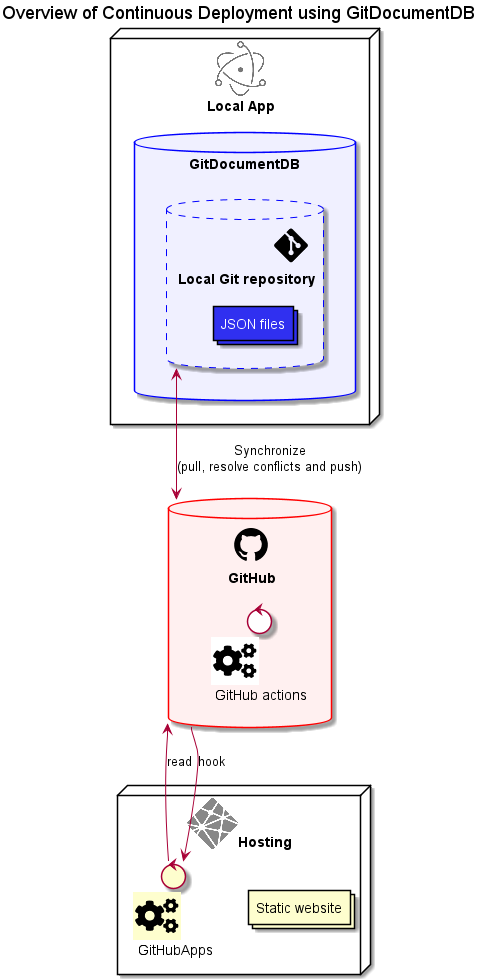 Overview of Continuous Deployment using GitDocumentDB
Local App
GitDocumentDB
Local Git repository
JSON files
Synchronize
(pull, resolve conflicts and push)
GitHub
GitHub actions
read
hook
Hosting
Static website
GitHubApps